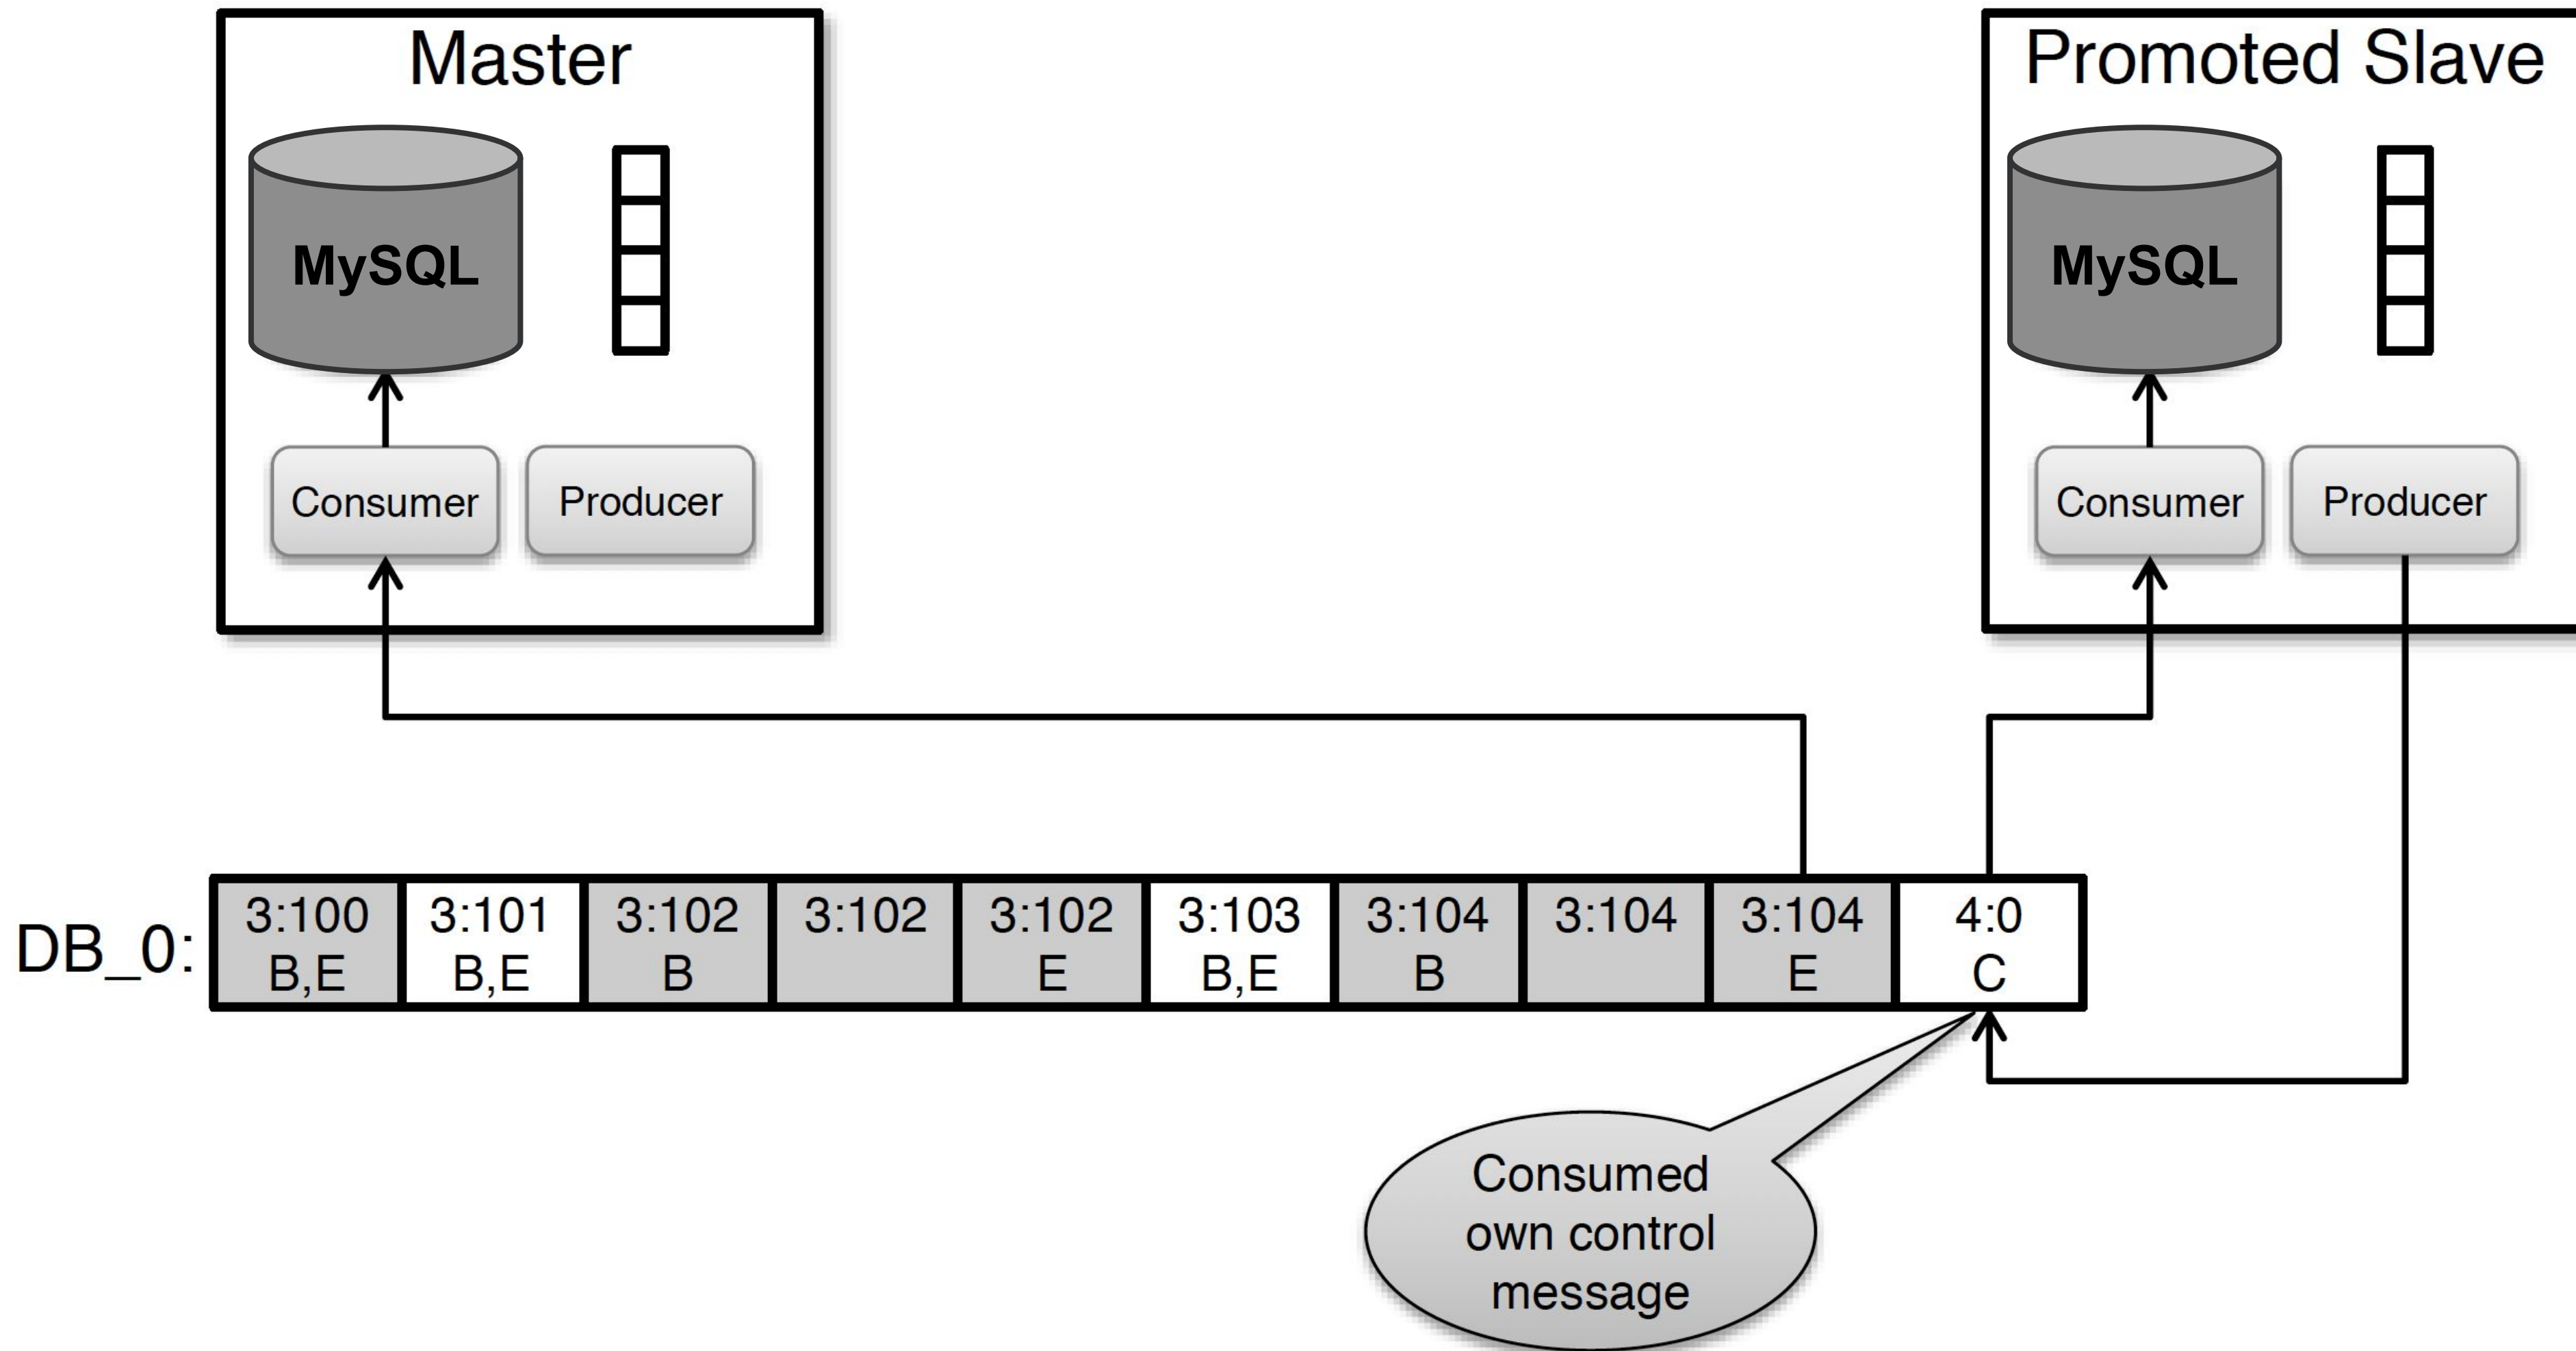 Master
MySQL
Consumer
Producer
Promoted Slave
MySQL
Consumer
Producer
DB_0:
3:100
B,E
3:101
B,E
3:102
B
3:102
3:102
E
3:103
B,E
3:104
B
3:104
3:104
E
4:0
C
Consumed
own control
message